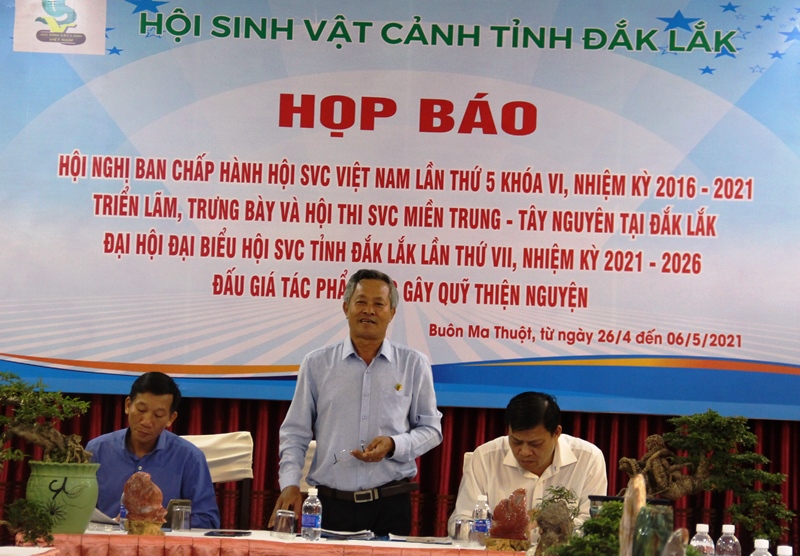 HỘI SINH VẬT CẢNH TỈNH ĐẮK LẮK
HỌP BÁO
HỘI NGHỊ BAN CHẤP HÀNH HỘI SVC VIỆT NAM LẦN THỨ 5 KHÓA VI, NHIỆM KỲ 2016 - 2021
TRIỂN LÃM, TRƯNG BÀY VÀ HỘI THI SVC MIỀN TRUNG - TÂY NGUYÊN TẠI ĐẮK LẮK
ĐẠI HỘI ĐẠI BIỂU HỘI SVC TỈNH ĐẮK LẮK LẦN THỨ VII, NHIỆM KỲ 2021 - 2026
ĐẤU GIÁ TÁC PHẨ GÂY QUỸ THIỆN NGUYỆN
Buôn Ma Thuột, từ ngày 26/4 đến 06/5/2021